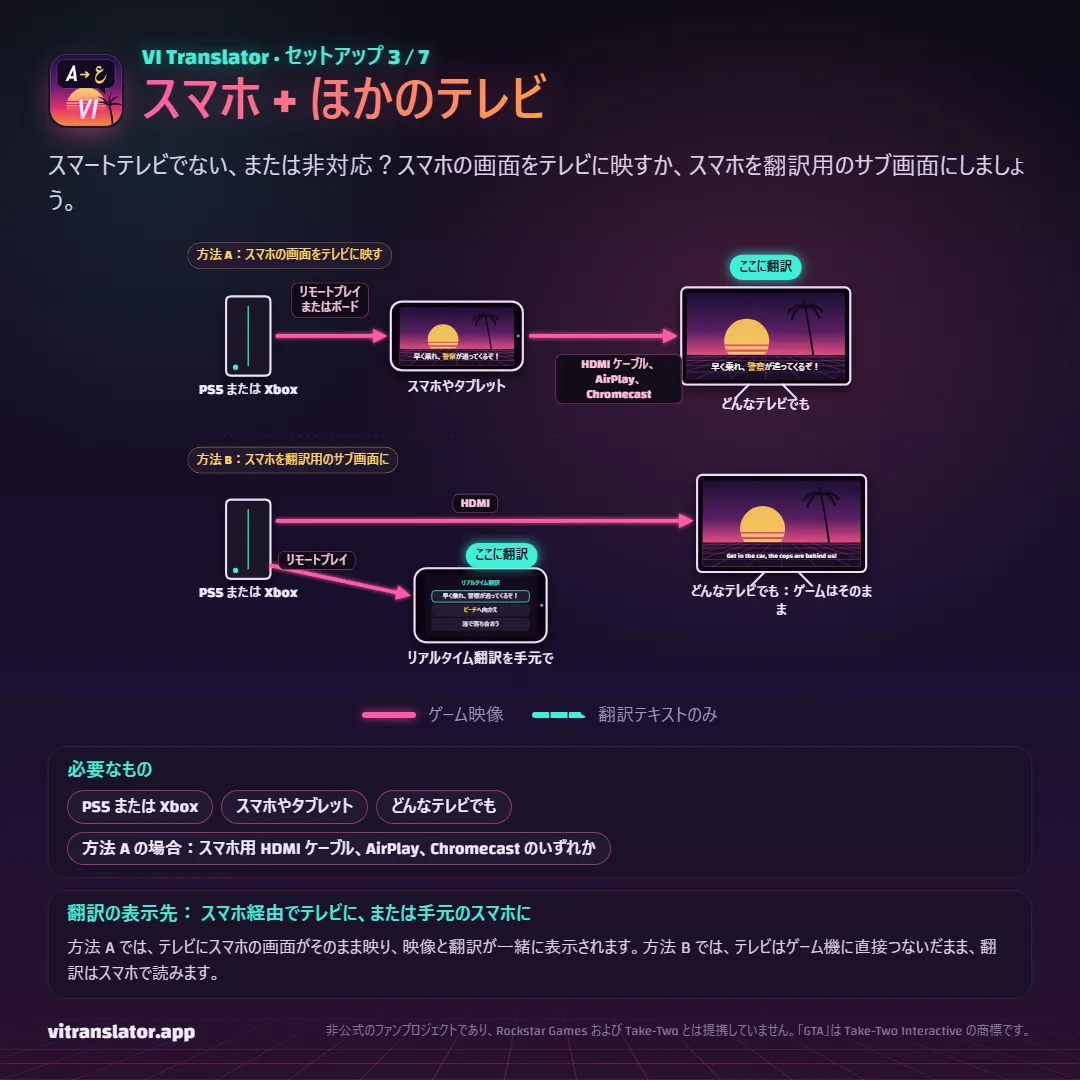 VI Translator · セットアップ 3 / 7
A→
VI
スマホ + ほかのテレビ
スマートテレビでない、または非対応？スマホの画面をテレビに映すか、スマホを翻訳用のサブ画面にしましょ
う。
方法 A：スマホの画面をテレビに映す
ここに翻訳
リモートプレイ
またはボード
早く乗れ、警察が追ってくるぞ！
早く乗れ、警察が追ってくるぞ！
HDMI ケーブル、
AirPlay、
Chromecast
PS5 または Xbox
スマホやタブレット
どんなテレビでも
方法 B：スマホを翻訳用のサブ画面に
HDMI
Get in the car, the cops are behind us!
ここに翻訳
リモートプレイ
リアルタイム翻訳
早く乗れ、警察が追ってくるぞ！
ビーチへ向かえ
港で落ち合おう
PS5 または Xbox
どんなテレビでも：ゲームはそのま
ま
リアルタイム翻訳を手元で
ゲーム映像
翻訳テキストのみ
必要なもの
PS5 または Xbox
スマホやタブレット
どんなテレビでも
方法 A の場合：スマホ用 HDMI ケーブル、AirPlay、Chromecast のいずれか
翻訳の表示先： スマホ経由でテレビに、または手元のスマホに
方法 A では、テレビにスマホの画面がそのまま映り、映像と翻訳が一緒に表示されます。方法 B では、テレビはゲーム機に直接つないだまま、翻
訳はスマホで読みます。
vitranslator.app
非公式のファンプロジェクトであり、Rockstar Games および Take-Two とは提携していません。「GTA」は Take-Two Interactive の商標です。